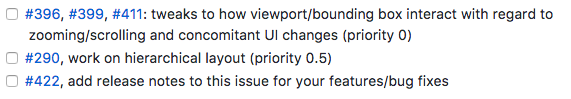 #396, #399, #411: tweaks to how viewport/bounding box interact with regard to
zooming/scrolling and concomitant UI changes (priority 0)
#290, work on hierarchical layout (priority 0.5)
#422, add release notes to this issue for your features/bug fixes